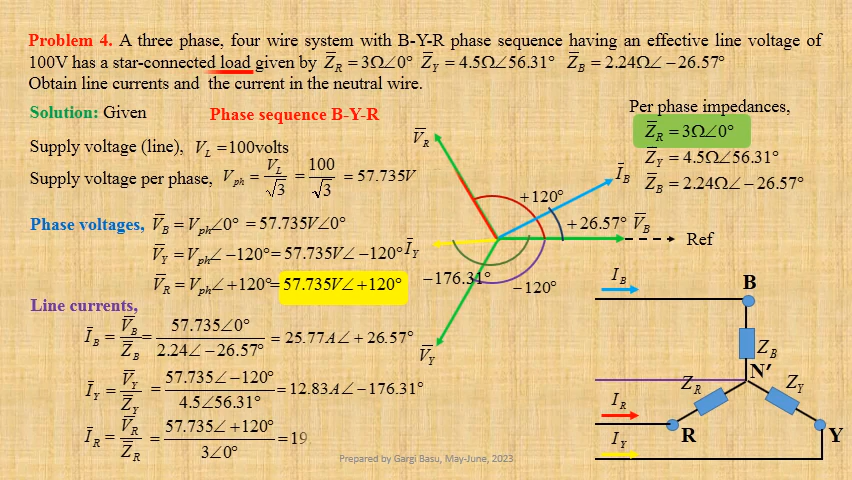 Problem 4. A three phase, four wire system with B-Y-R phase sequence having an effective line voltage of
100V has a star-connected load given by Z̅_R = 3Ω∠0° Z̅_Y = 4.5Ω∠56.31° Z̅_B = 2.24Ω∠ −26.57°
Obtain line currents and the current in the neutral wire.
Solution: Given
Phase sequence B-Y-R
Supply voltage (line), V_L = 100volts
Supply voltage per phase, V_ph = V_L/√3 = 100/√3 = 57.735V
Phase voltages, V̅_B = V_ph∠0° = 57.735V∠0°
V̅_Y = V_ph∠ −120° = 57.735V∠ −120°
V̅_R = V_ph∠ +120° = 57.735V∠ +120°
Line currents,
I̅_B = V̅_B/Z̅_B = 57.735∠0°/2.24∠ −26.57° = 25.77A∠ +26.57°
I̅_Y = V̅_Y/Z̅_Y = 57.735∠ −120°/4.5∠56.31° = 12.83A∠ −176.31°
I̅_R = V̅_R/Z̅_R = 57.735∠ +120°/3∠0° = 19.
Per phase impedances,
Z̅_R = 3Ω∠0°
Z̅_Y = 4.5Ω∠56.31°
Z̅_B = 2.24Ω∠ −26.57°
V̅_R
I̅_B
+120°
+26.57° V̅_B
Ref
I̅_Y
−176.31°
−120°
V̅_Y
I̅_B
B
Z_B
N′
Z_R
Z_Y
I̅_R
R
I̅_Y
Y
Prepared by Gargi Basu, May-June, 2023.